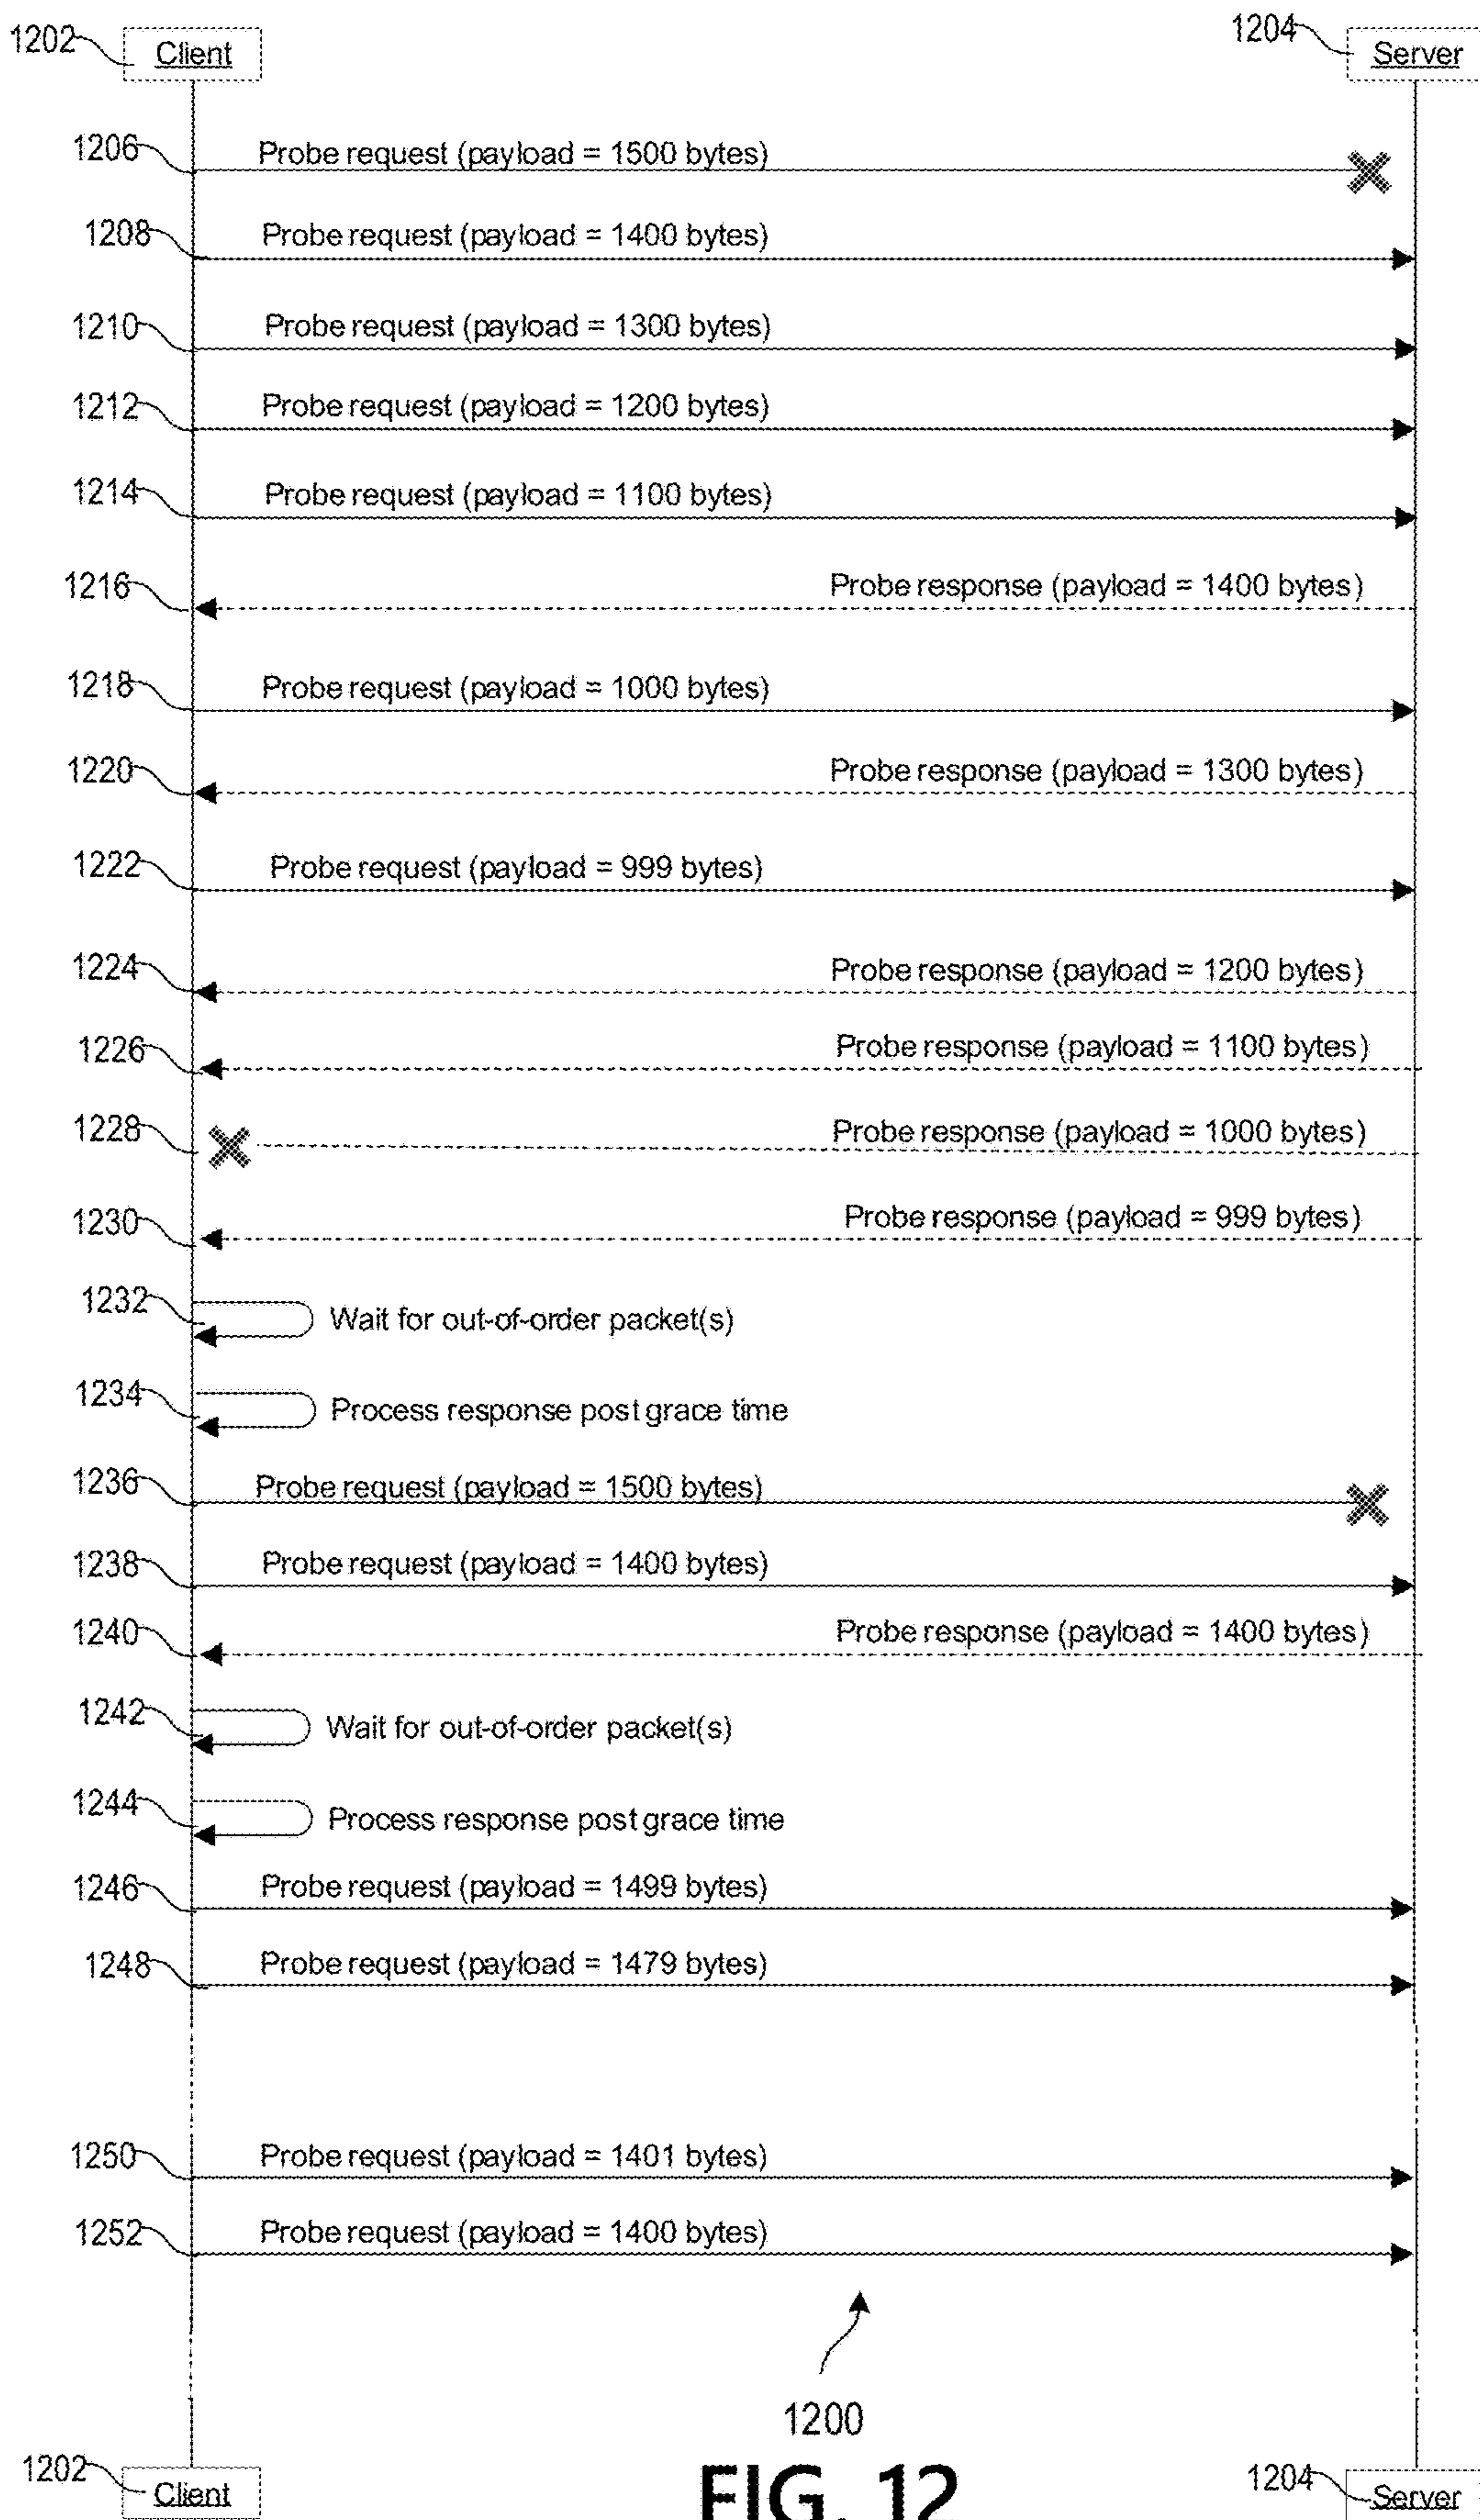 1202 Client 1204 Server
1206 Probe request (payload = 1500 bytes)
1208 Probe request (payload = 1400 bytes)
1210 Probe request (payload = 1300 bytes)
1212 Probe request (payload = 1200 bytes)
1214 Probe request (payload = 1100 bytes)
1216 Probe response (payload = 1400 bytes)
1218 Probe request (payload = 1000 bytes)
1220 Probe response (payload = 1300 bytes)
1222 Probe request (payload = 999 bytes)
1224 Probe response (payload = 1200 bytes)
1226 Probe response (payload = 1100 bytes)
1228 Probe response (payload = 1000 bytes)
1230 Probe response (payload = 999 bytes)
1232 Wait for out-of-order packet(s)
1234 Process response post grace time
1236 Probe request (payload = 1500 bytes)
1238 Probe request (payload = 1400 bytes)
1240 Probe response (payload = 1400 bytes)
1242 Wait for out-of-order packet(s)
1244 Process response post grace time
1246 Probe request (payload = 1499 bytes)
1248 Probe request (payload = 1479 bytes)
1250 Probe request (payload = 1401 bytes)
1252 Probe request (payload = 1400 bytes)
1200
1202 Client FIG. 12 1204 Server